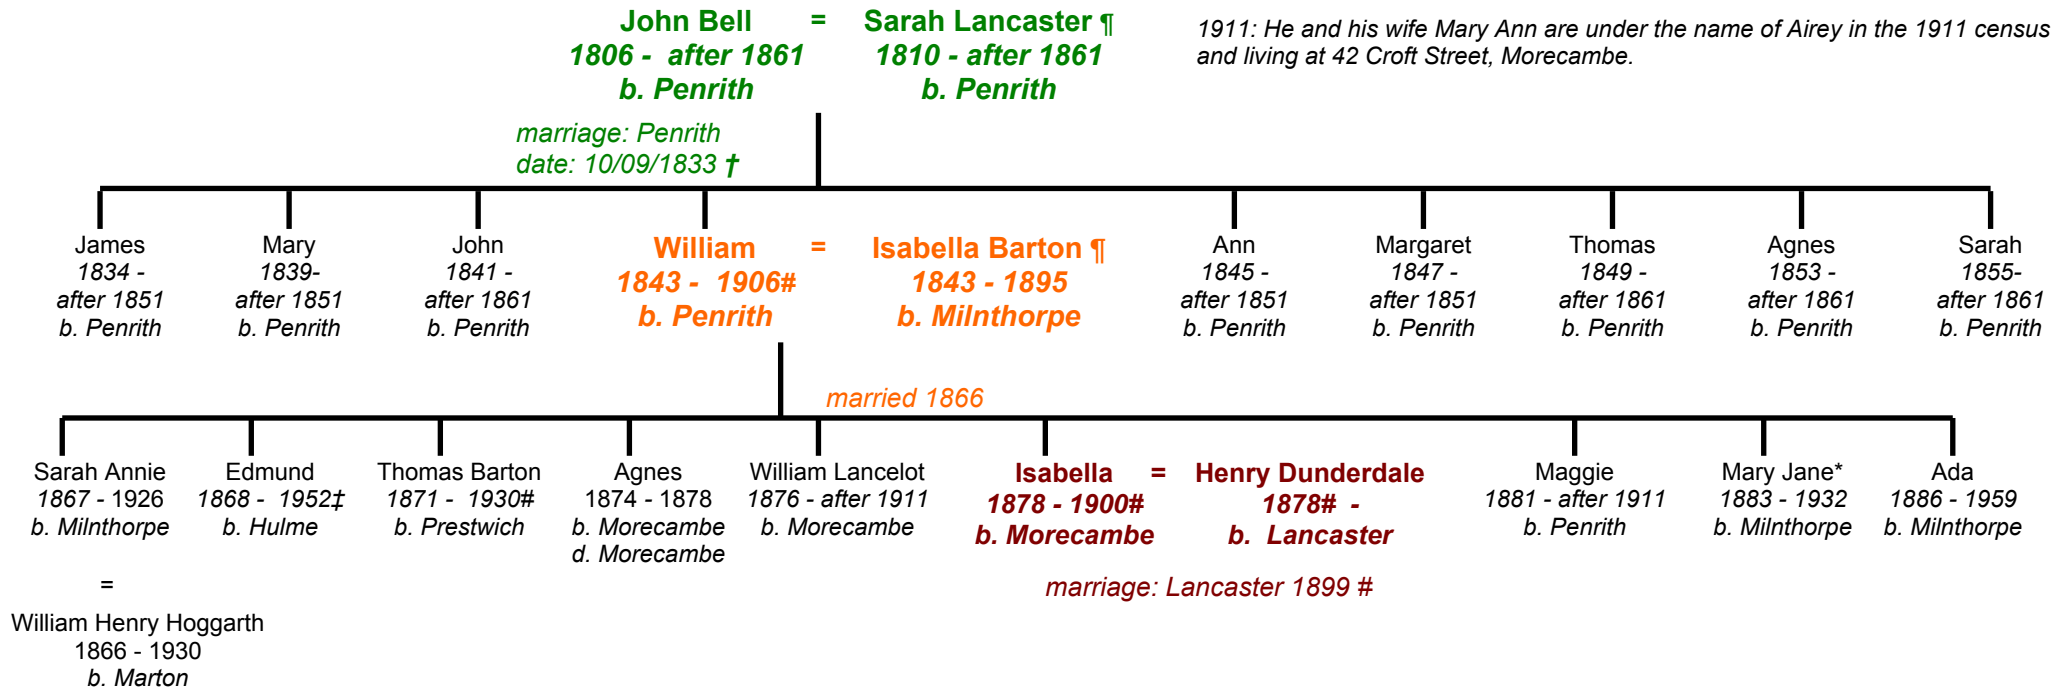 John Bell = Sarah Lancaster ¶
1806 - after 1861 1810 - after 1861
b. Penrith b. Penrith
1911: He and his wife Mary Ann are under the name of Airey in the 1911 census
and living at 42 Croft Street, Morecambe.
marriage: Penrith
date: 10/09/1833 †
James
1834 -
after 1851
b. Penrith
Mary
1839-
after 1851
b. Penrith
John
1841 -
after 1861
b. Penrith
William = Isabella Barton ¶
1843 - 1906# 1843 - 1895
b. Penrith b. Milnthorpe
Ann
1845 -
after 1851
b. Penrith
Margaret
1847 -
after 1851
b. Penrith
Thomas
1849 -
after 1861
b. Penrith
Agnes
1853 -
after 1861
b. Penrith
Sarah
1855-
after 1861
b. Penrith
married 1866
Sarah Annie
1867 - 1926
b. Milnthorpe
=
William Henry Hoggarth
1866 - 1930
b. Marton
Edmund
1868 - 1952‡
b. Hulme
Thomas Barton
1871 - 1930#
b. Prestwich
Agnes
1874 - 1878
b. Morecambe
d. Morecambe
William Lancelot
1876 - after 1911
b. Morecambe
Isabella = Henry Dunderdale
1878 - 1900# 1878# -
b. Morecambe b. Lancaster
marriage: Lancaster 1899 #
Maggie
1881 - after 1911
b. Penrith
Mary Jane*
1883 - 1932
b. Milnthorpe
Ada
1886 - 1959
b. Milnthorpe